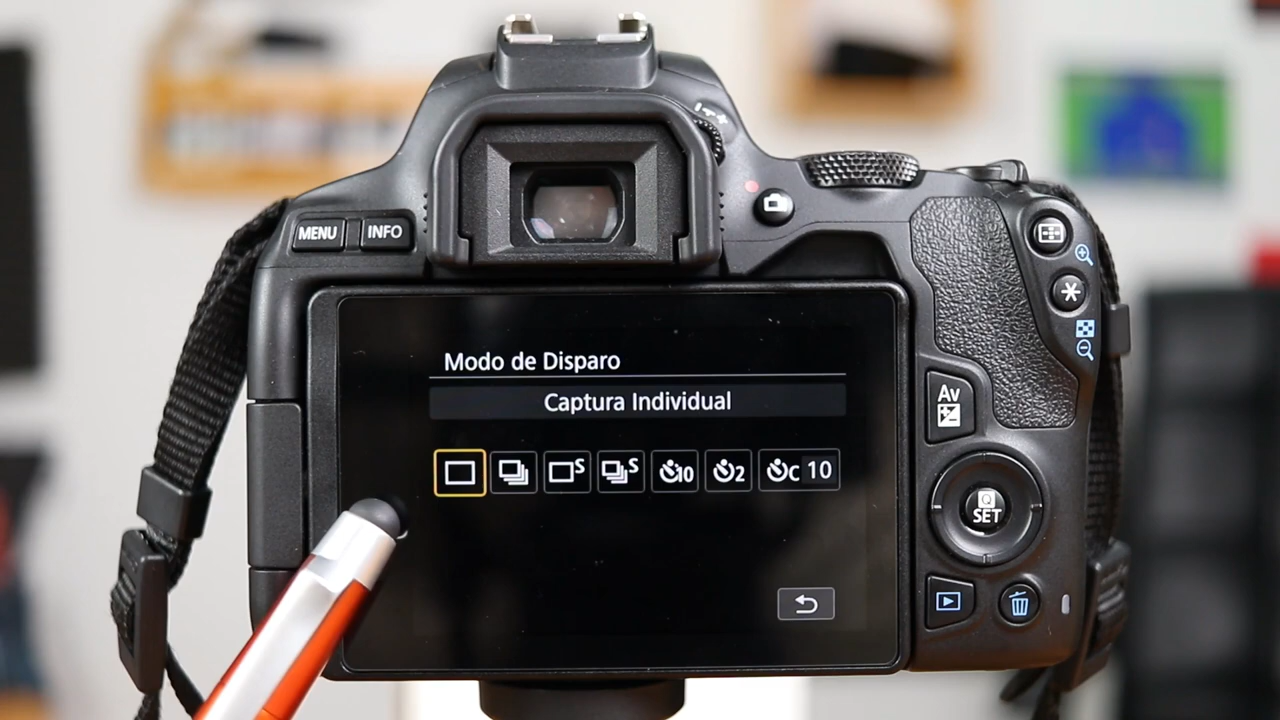 MENU INFO
Modo de Disparo
Captura Individual
S S 10 2 C 10
Av
Q
SET